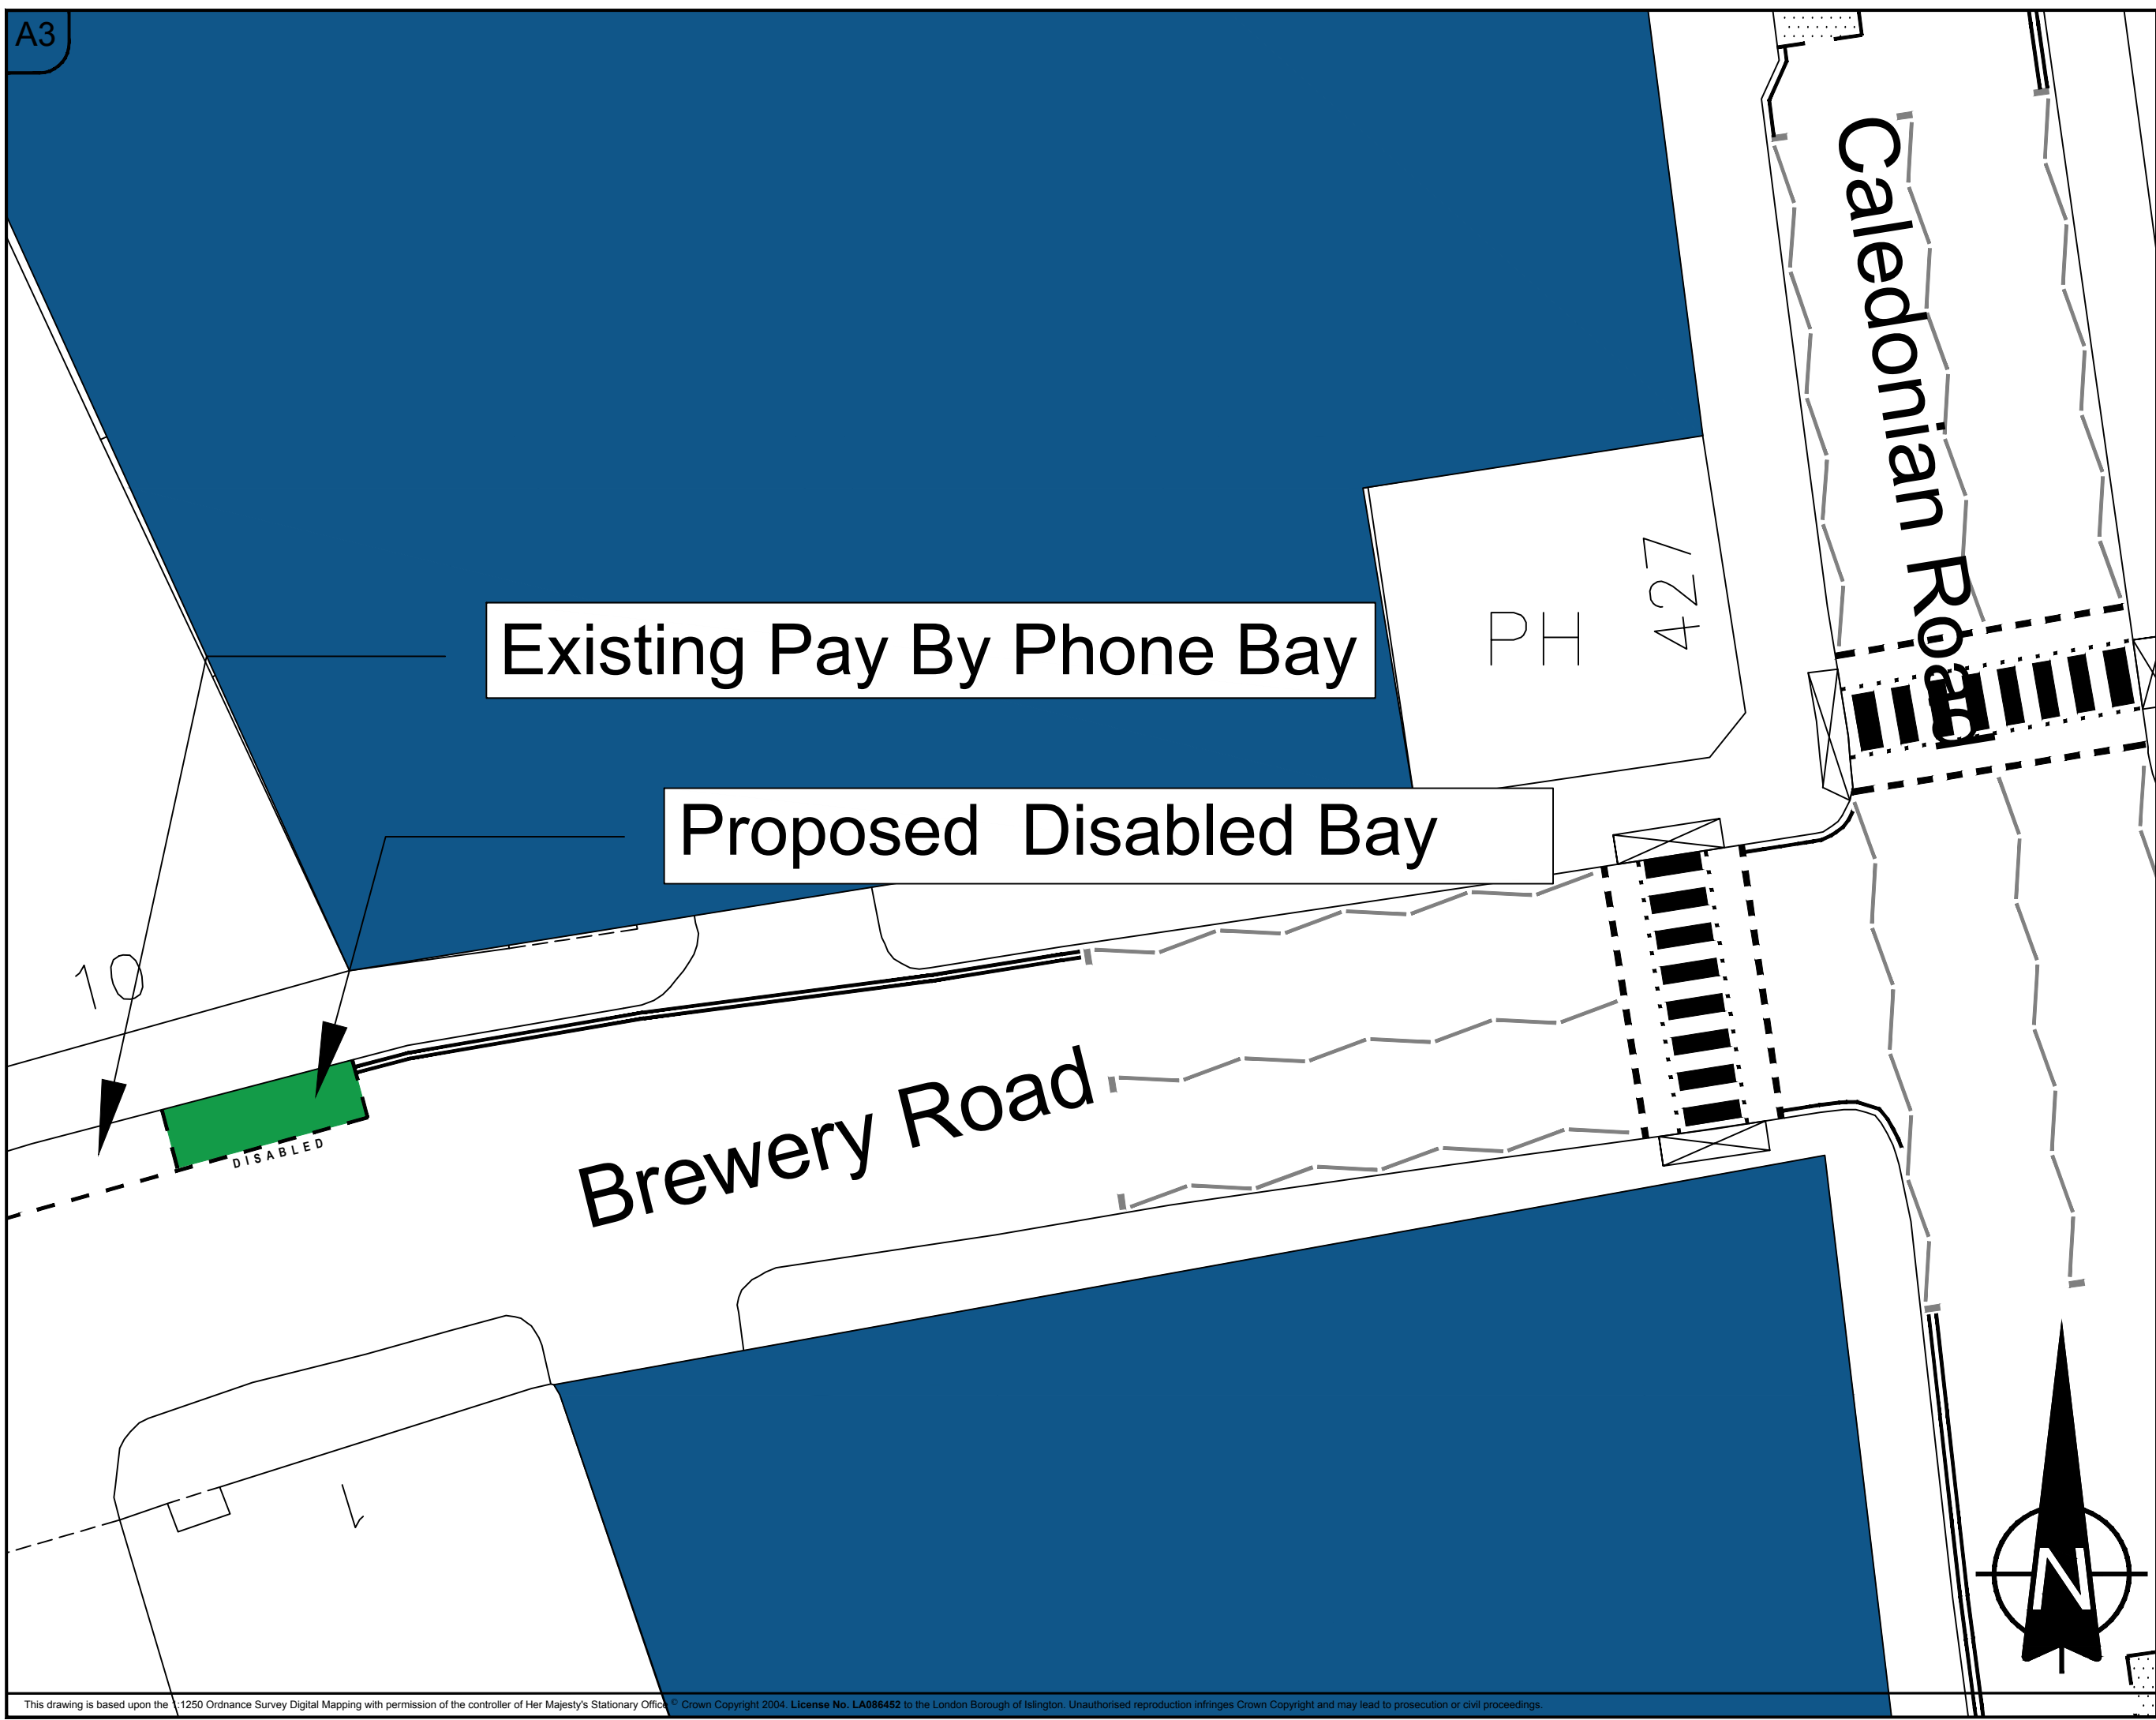 A3
Caledonian Road
427
PH
Existing Pay By Phone Bay
Proposed Disabled Bay
10
DISABLED
Brewery Road
1
N
This drawing is based upon the 1:1250 Ordnance Survey Digital Mapping with permission of the controller of Her Majesty's Stationary Office © Crown Copyright 2004. License No. LA086452 to the London Borough of Islington. Unauthorised reproduction infringes Crown Copyright and may lead to prosecution or civil proceedings.